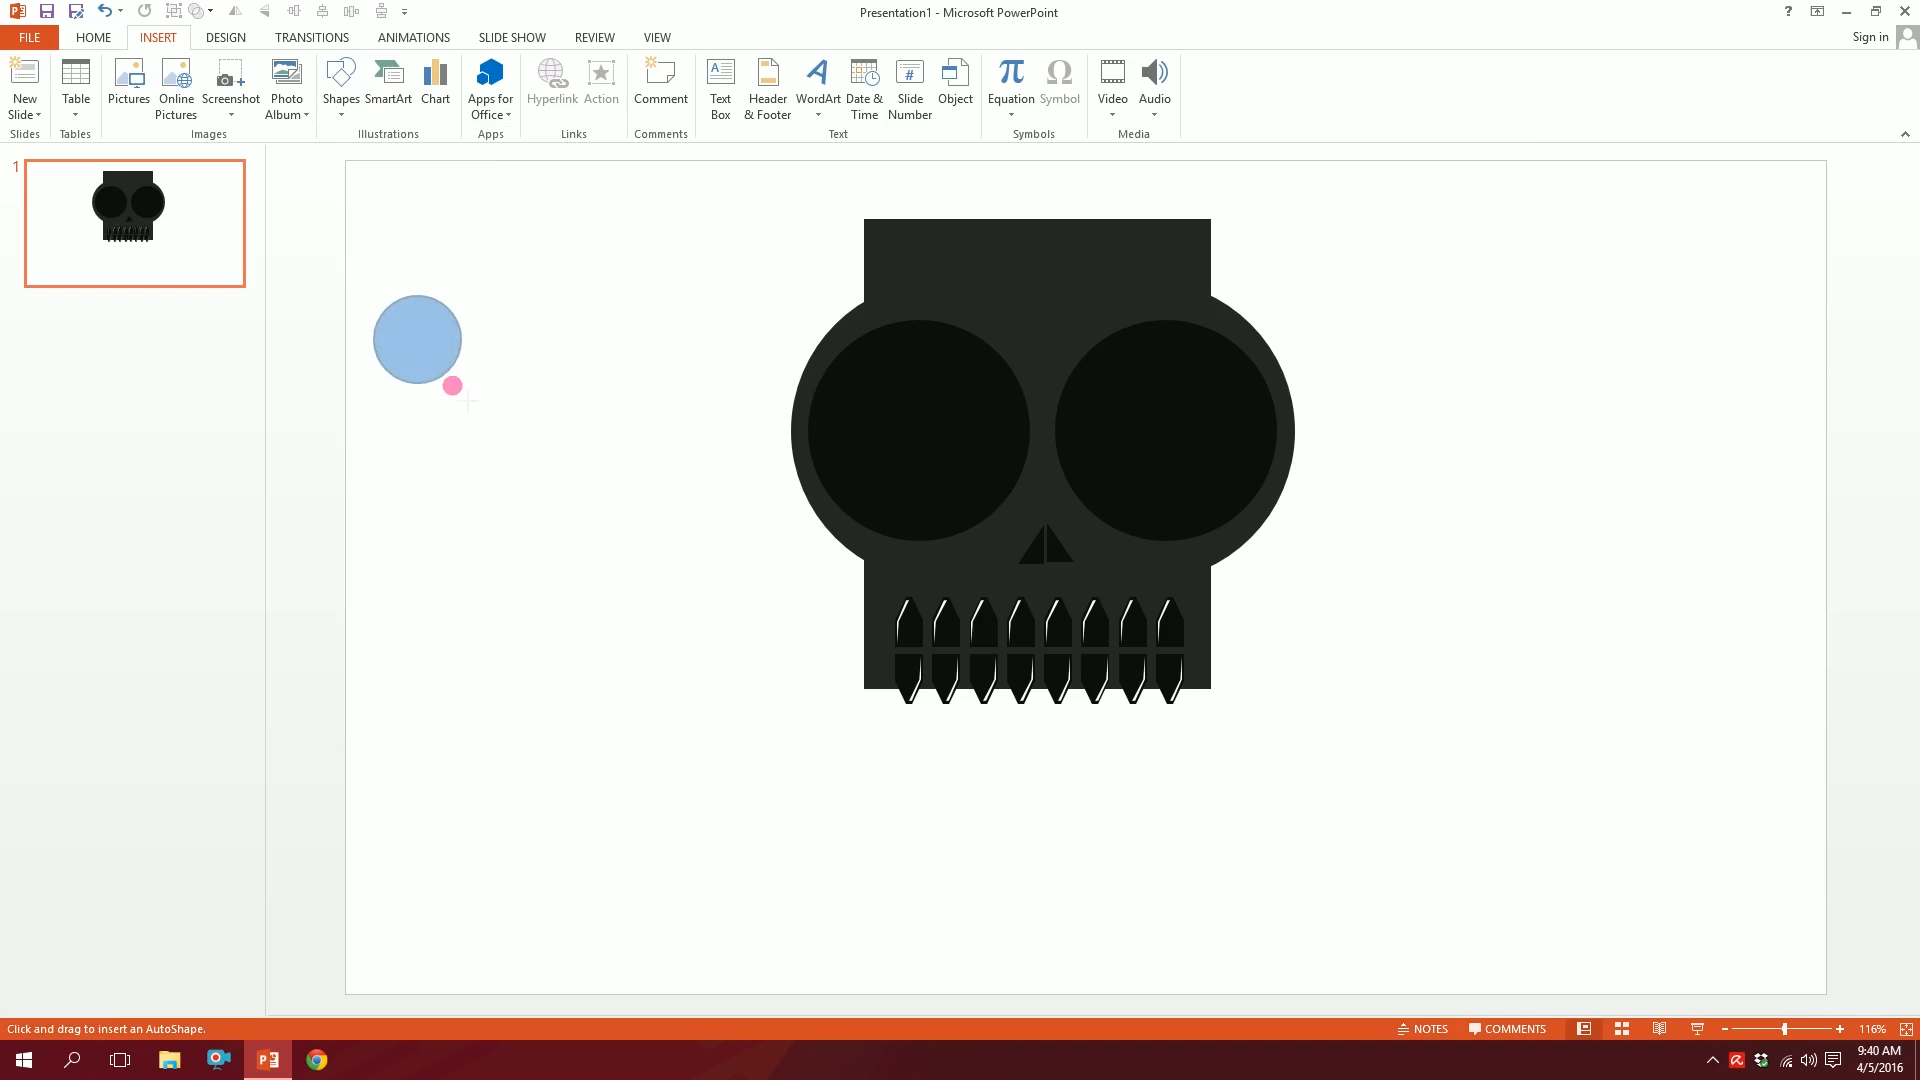 Presentation1 - Microsoft PowerPoint
?
FILE HOME INSERT DESIGN TRANSITIONS ANIMATIONS SLIDE SHOW REVIEW VIEW
Sign in
New Slide
Table
Pictures
Online Pictures
Screenshot
Photo Album
Shapes
SmartArt
Chart
Apps for Office
Hyperlink
Action
Comment
Text Box
Header & Footer
WordArt
Date & Time
Slide Number
Object
Equation
Symbol
Video
Audio
Slides Tables Images Illustrations Apps Links Comments Text Symbols Media
1
Click and drag to insert an AutoShape.
NOTES COMMENTS 116%
9:40 AM
4/5/2016